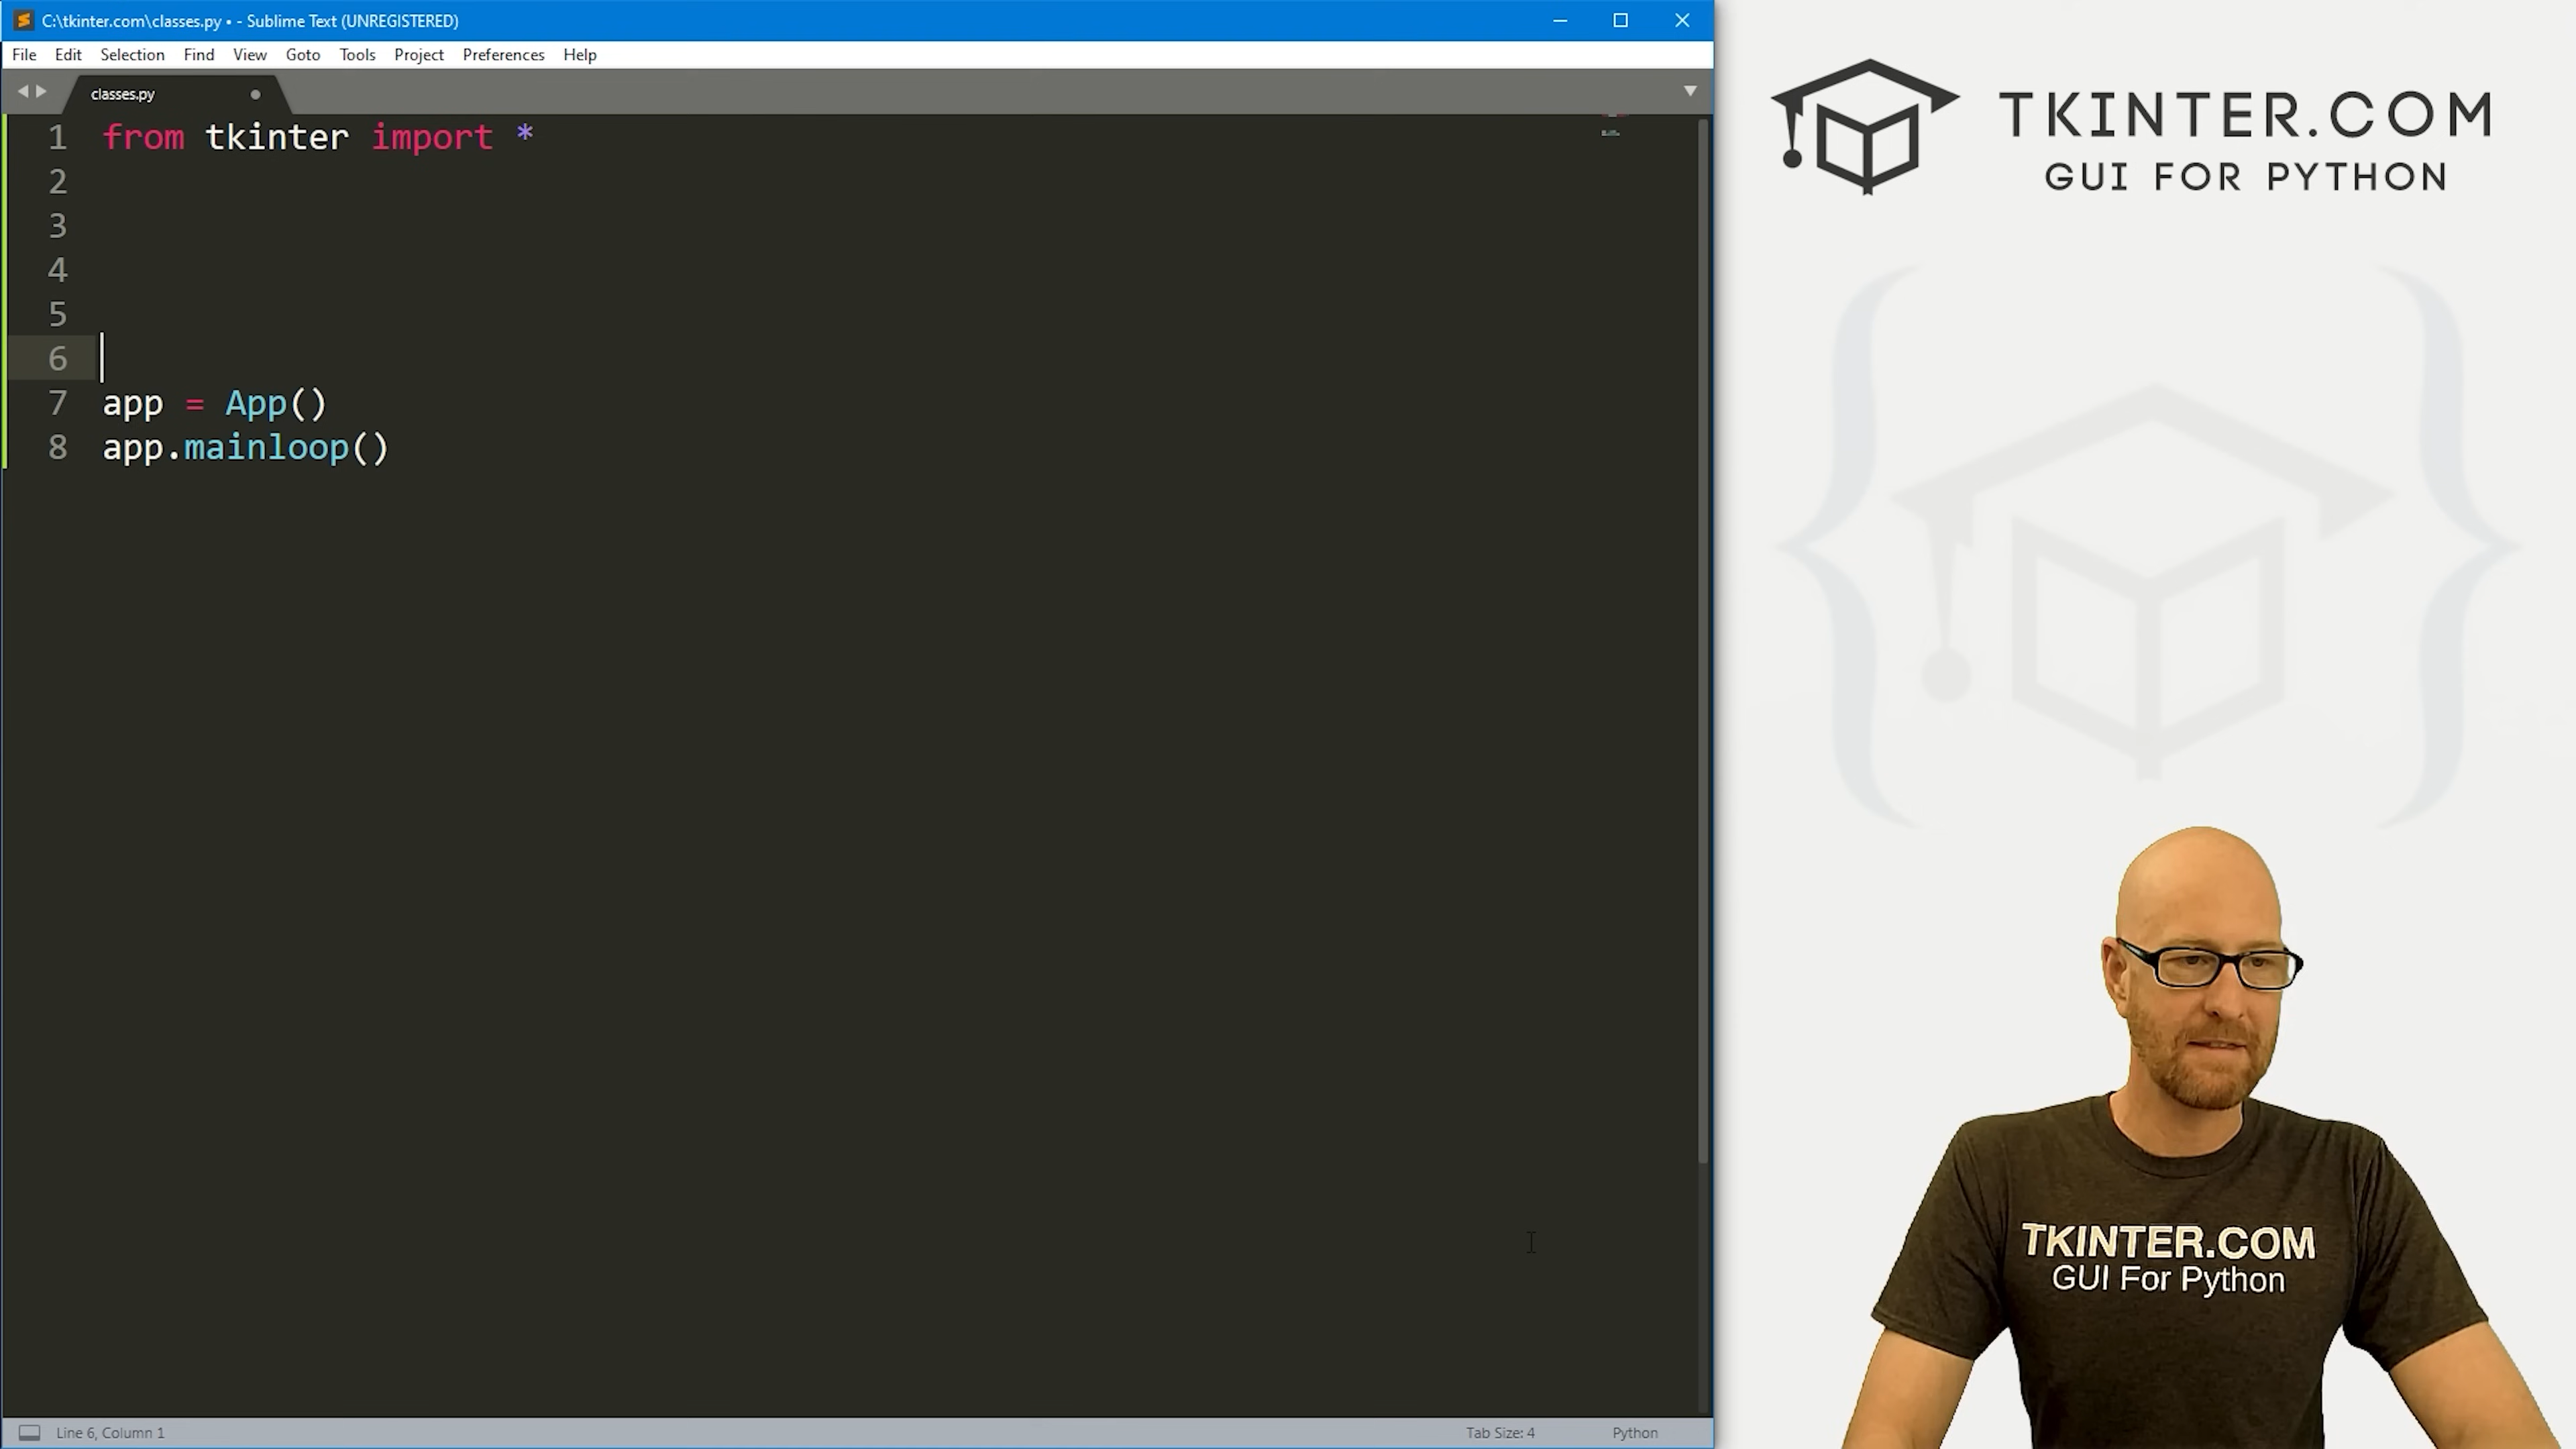 C:\tkinter.com\classes.py • - Sublime Text (UNREGISTERED)
File Edit Selection Find View Goto Tools Project Preferences Help
classes.py
1 from tkinter import *
2
3
4
5
6
7 app = App()
8 app.mainloop()
Line 6, Column 1
Tab Size: 4
Python
TKINTER.COM
GUI FOR PYTHON
TKINTER.COM
GUI For Python